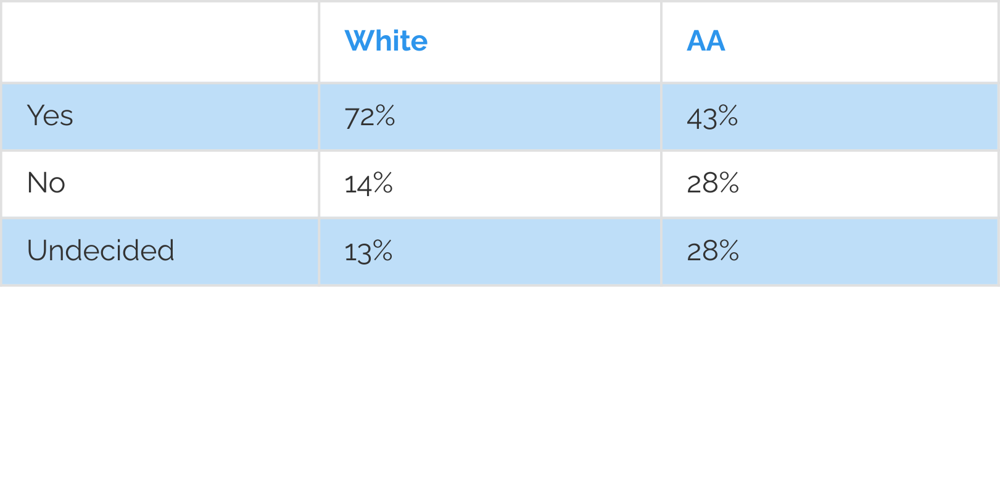 White AA
Yes 72% 43%
No 14% 28%
Undecided 13% 28%